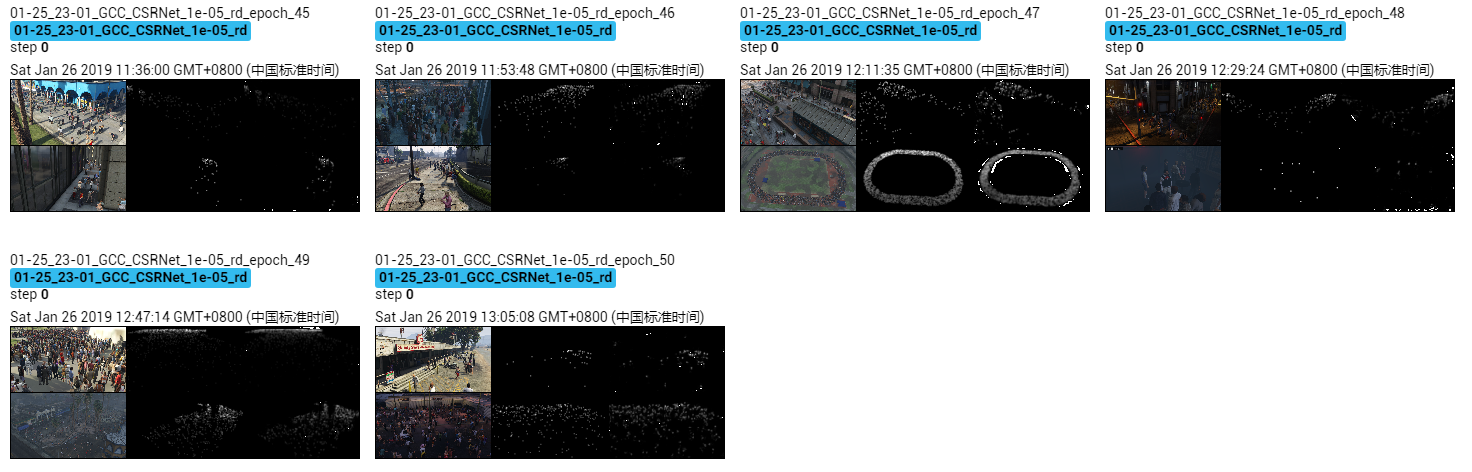 01-25_23-01_GCC_CSRNet_1e-05_rd_epoch_45
01-25_23-01_GCC_CSRNet_1e-05_rd
step 0
Sat Jan 26 2019 11:36:00 GMT+0800 (中国标准时间)
01-25_23-01_GCC_CSRNet_1e-05_rd_epoch_46
01-25_23-01_GCC_CSRNet_1e-05_rd
step 0
Sat Jan 26 2019 11:53:48 GMT+0800 (中国标准时间)
01-25_23-01_GCC_CSRNet_1e-05_rd_epoch_47
01-25_23-01_GCC_CSRNet_1e-05_rd
step 0
Sat Jan 26 2019 12:11:35 GMT+0800 (中国标准时间)
01-25_23-01_GCC_CSRNet_1e-05_rd_epoch_48
01-25_23-01_GCC_CSRNet_1e-05_rd
step 0
Sat Jan 26 2019 12:29:24 GMT+0800 (中国标准时间)
01-25_23-01_GCC_CSRNet_1e-05_rd_epoch_49
01-25_23-01_GCC_CSRNet_1e-05_rd
step 0
Sat Jan 26 2019 12:47:14 GMT+0800 (中国标准时间)
01-25_23-01_GCC_CSRNet_1e-05_rd_epoch_50
01-25_23-01_GCC_CSRNet_1e-05_rd
step 0
Sat Jan 26 2019 13:05:08 GMT+0800 (中国标准时间)